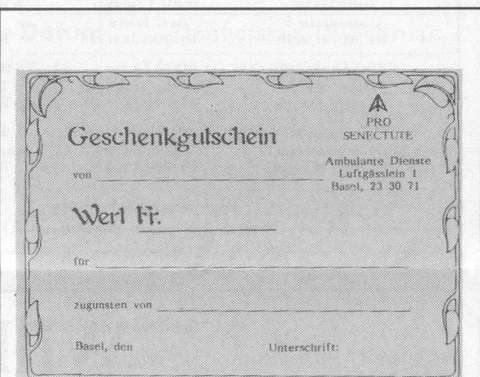 PRO
SENECTUTE
Geschenkgutschein
Ambulante Dienste
Luftgässlein 1
Basel, 23 30 71
von
Wert Fr.
für
zugunsten von
Basel, den Unterschrift: